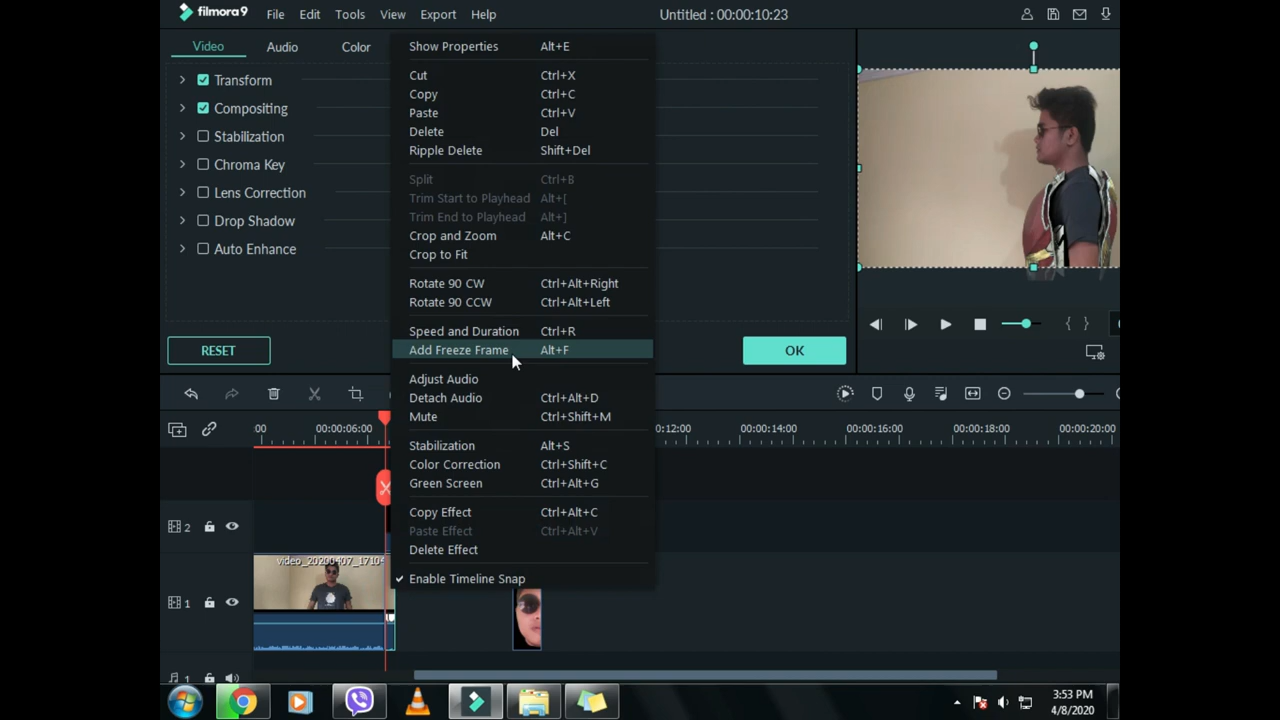 filmora9 File Edit Tools View Export Help Untitled : 00:00:10:23
Video Audio Color
Transform
Compositing
Stabilization
Chroma Key
Lens Correction
Drop Shadow
Auto Enhance
RESET
OK
Show Properties Alt+E
Cut Ctrl+X
Copy Ctrl+C
Paste Ctrl+V
Delete Del
Ripple Delete Shift+Del
Split Ctrl+B
Trim Start to Playhead Alt+[
Trim End to Playhead Alt+]
Crop and Zoom Alt+C
Crop to Fit
Rotate 90 CW Ctrl+Alt+Right
Rotate 90 CCW Ctrl+Alt+Left
Speed and Duration Ctrl+R
Add Freeze Frame Alt+F
Adjust Audio
Detach Audio Ctrl+Alt+D
Mute Ctrl+Shift+M
Stabilization Alt+S
Color Correction Ctrl+Shift+C
Green Screen Ctrl+Alt+G
Copy Effect Ctrl+Alt+C
Paste Effect Ctrl+Alt+V
Delete Effect
Enable Timeline Snap
:00 00:00:06:00 0:12:00 00:00:14:00 00:00:16:00 00:00:18:00 00:00:20:00
2
video_20200407_17104
1
1
3:53 PM
4/8/2020